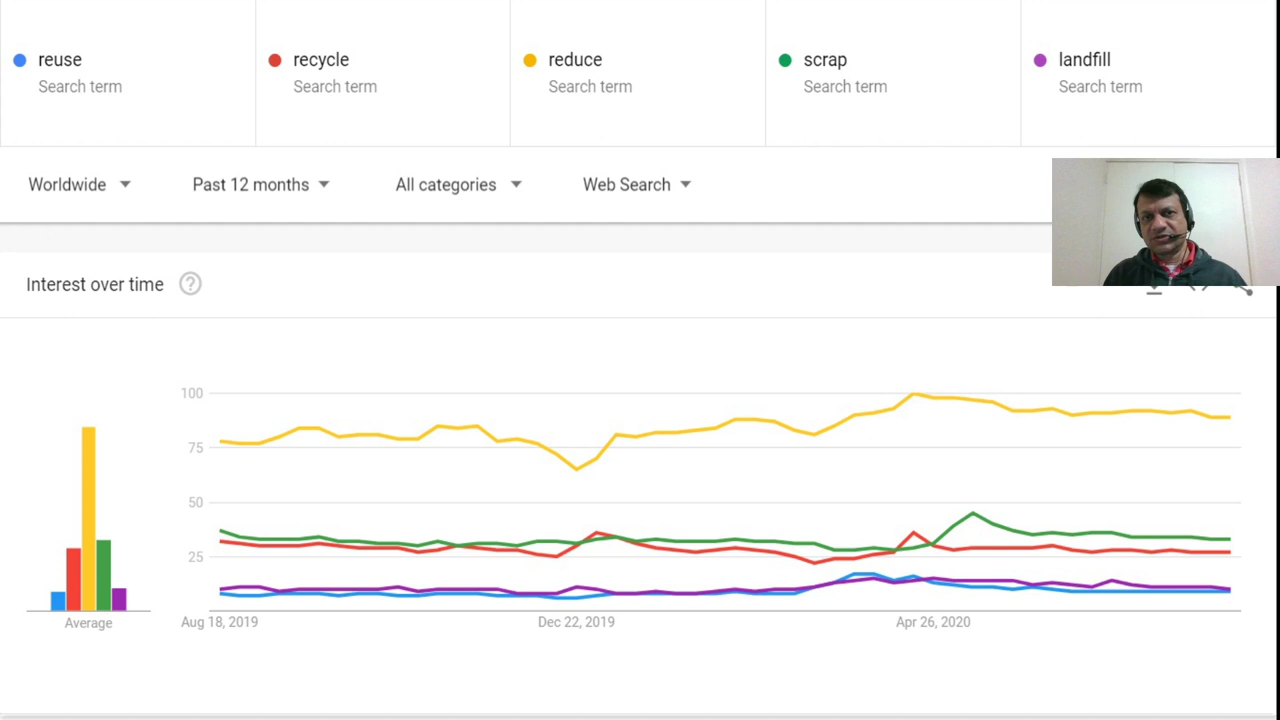 reuse
Search term
recycle
Search term
reduce
Search term
scrap
Search term
landfill
Search term
Worldwide
Past 12 months
All categories
Web Search
Interest over time
?
100
75
50
25
Average
Aug 18, 2019
Dec 22, 2019
Apr 26, 2020